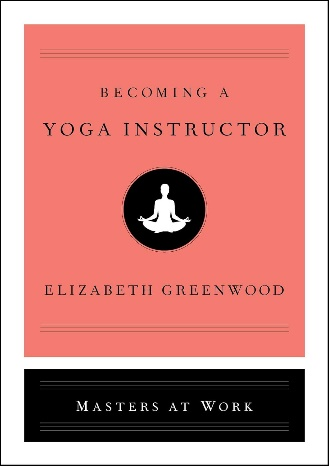 BECOMING A
YOGA INSTRUCTOR
ELIZABETH GREENWOOD
MASTERS AT WORK